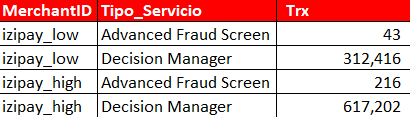 MerchantID Tipo_Servicio Trx
izipay_low Advanced Fraud Screen 43
izipay_low Decision Manager 312,416
izipay_high Advanced Fraud Screen 216
izipay_high Decision Manager 617,202